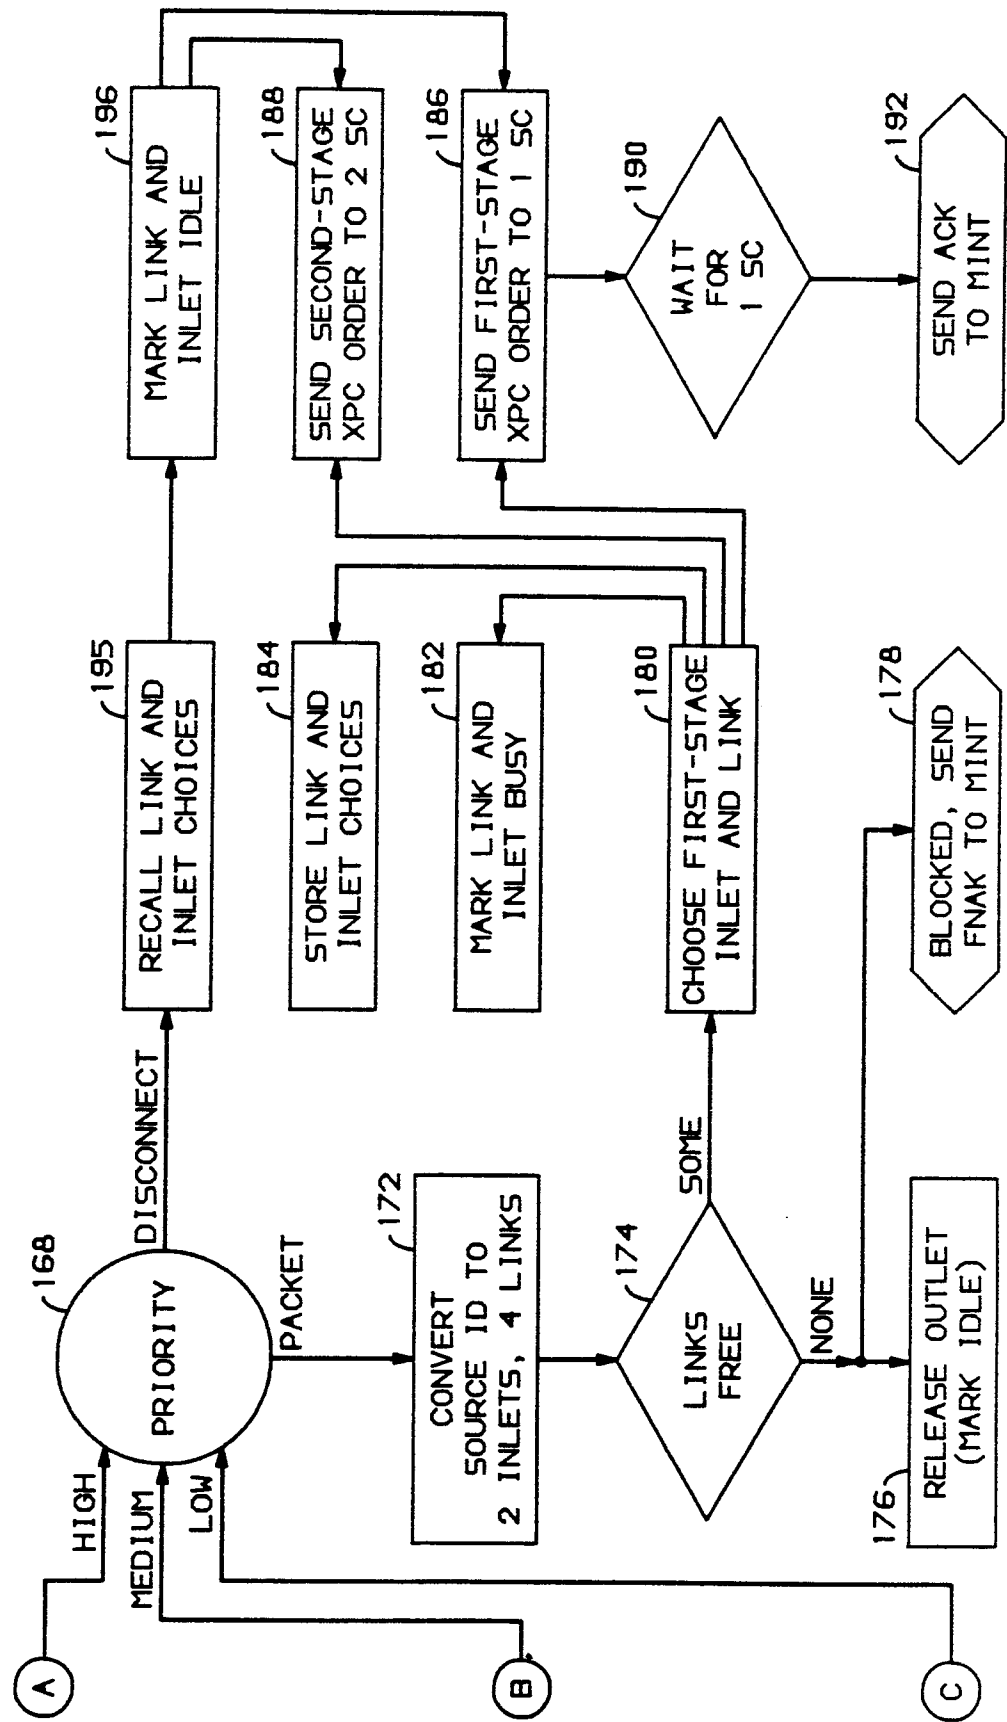 A
HIGH
MEDIUM
LOW
B
C
168
PRIORITY
DISCONNECT
PACKET
172
CONVERT
SOURCE ID TO
2 INLETS, 4 LINKS
174
LINKS
FREE
SOME
NONE
176
RELEASE OUTLET
(MARK IDLE)
195
RECALL LINK AND
INLET CHOICES
184
STORE LINK AND
INLET CHOICES
182
MARK LINK AND
INLET BUSY
180
CHOOSE FIRST-STAGE
INLET AND LINK
178
BLOCKED, SEND
FNAK TO MINT
196
MARK LINK AND
INLET IDLE
188
SEND SECOND-STAGE
XPC ORDER TO 2 SC
186
SEND FIRST-STAGE
XPC ORDER TO 1 SC
190
WAIT
FOR
1 SC
192
SEND ACK
TO MINT